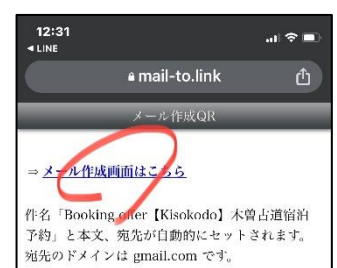 12:31
◀ LINE
mail-to.link
メール作成QR
⇒ メール作成画面はこちら
件名「Booking offer【Kisokodo】木曽古道宿泊
予約」と本文、宛先が自動的にセットされます。
宛先のドメインは gmail.com です。